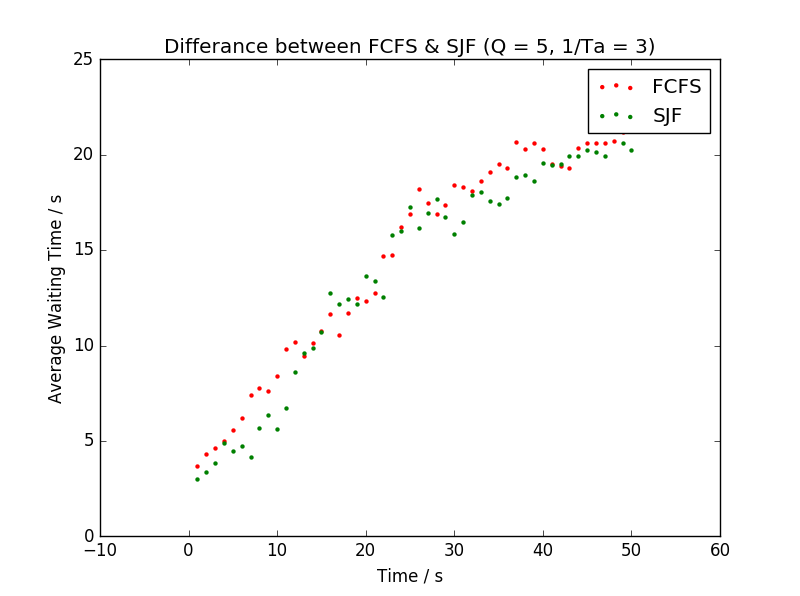 Differance between FCFS & SJF (Q = 5, 1/Ta = 3)
25
20
15
10
5
0
Average Waiting Time / s
FCFS
SJF
−10 0 10 20 30 40 50 60
Time / s